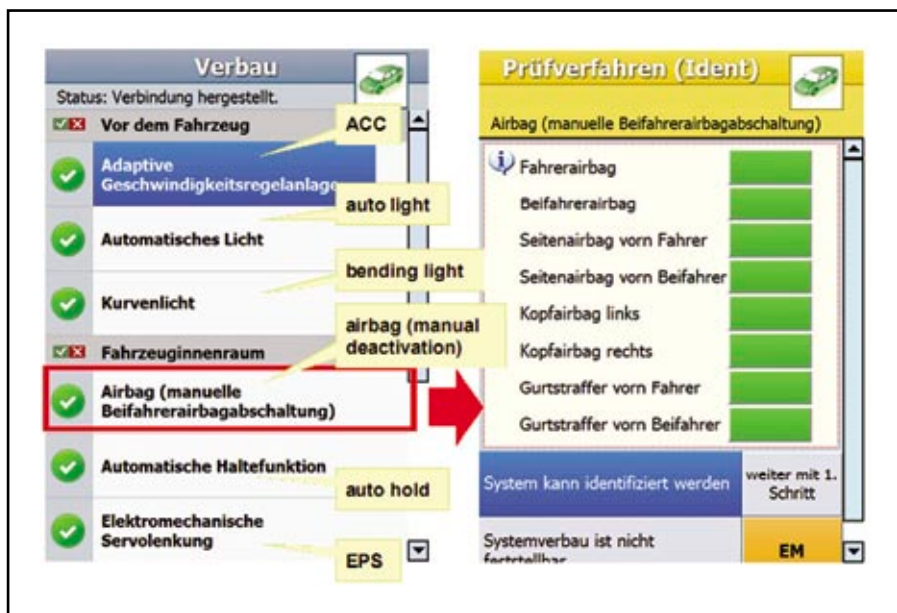 Verbau
Status: Verbindung hergestellt.
Vor dem Fahrzeug
ACC
Adaptive
Geschwindigkeitsregelanlage
auto light
Automatisches Licht
bending light
Kurvenlicht
airbag (manual
deactivation)
Fahrzeuginnenraum
Airbag (manuelle
Beifahrerairbagabschaltung)
Automatische Haltefunktion
auto hold
Elektromechanische
Servolenkung
EPS
Prüfverfahren (Ident)
Airbag (manuelle Beifahrerairbagabschaltung)
Fahrerairbag
Beifahrerairbag
Seitenairbag vorn Fahrer
Seitenairbag vorn Beifahrer
Kopfairbag links
Kopfairbag rechts
Gurtstraffer vorn Fahrer
Gurtstraffer vorn Beifahrer
System kann identifiziert werden
weiter mit 1.
Schritt
Systemverbau ist nicht
feststellbar
EM